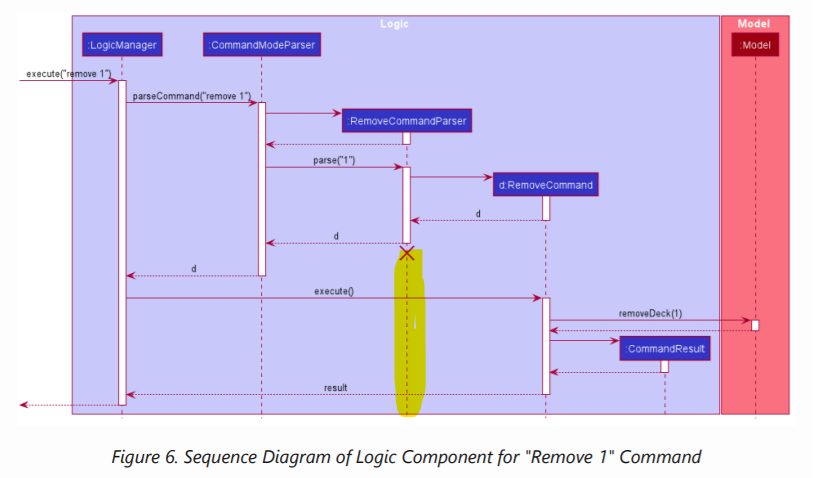 Logic
Model
:LogicManager
:CommandModeParser
:Model
execute("remove 1")
parseCommand("remove 1")
:RemoveCommandParser
parse("1")
d:RemoveCommand
d
d
d
execute()
removeDeck(1)
:CommandResult
result
Figure 6. Sequence Diagram of Logic Component for "Remove 1" Command